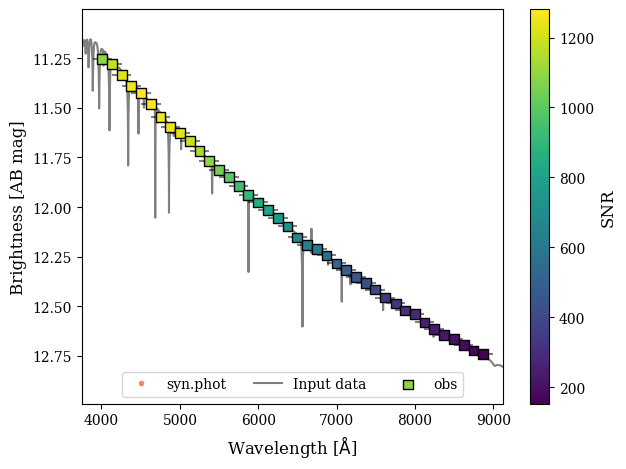 11.25
11.50
11.75
12.00
12.25
12.50
12.75
Brightness [AB mag]
4000 5000 6000 7000 8000 9000
Wavelength [Å]
syn.phot Input data obs
1200
1000
800
600
400
200
SNR